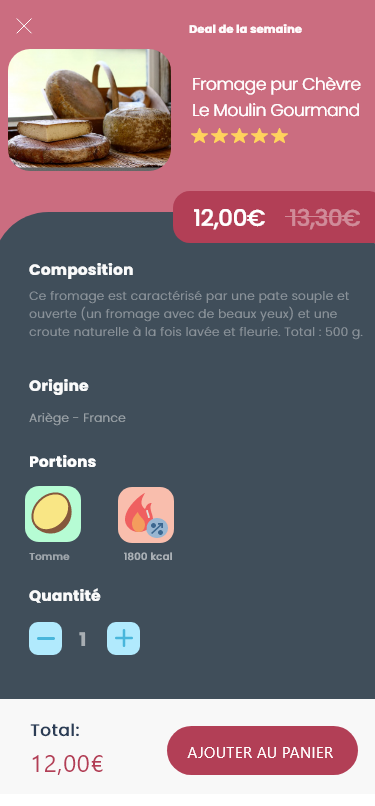 Deal de la semaine
Fromage pur Chèvre
Le Moulin Gourmand
12,00€ 13,30€
Composition
Ce fromage est caractérisé par une pate souple et
ouverte (un fromage avec de beaux yeux) et une
croute naturelle à la fois lavée et fleurie. Total : 500 g.
Origine
Ariège - France
Portions
Tomme 1800 kcal
Quantité
1
Total:
12,00€
AJOUTER AU PANIER